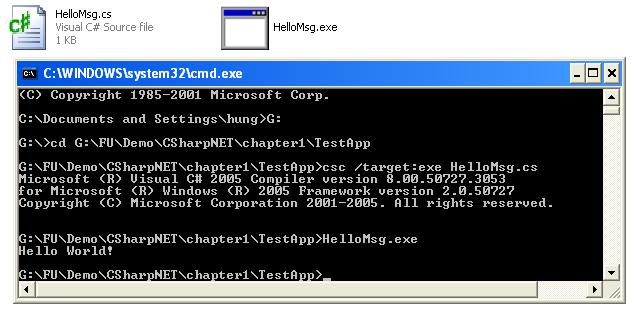 HelloMsg.cs
Visual C# Source file
1 KB
HelloMsg.exe
C:\WINDOWS\system32\cmd.exe
(C) Copyright 1985-2001 Microsoft Corp.
C:\Documents and Settings\hung>G:
G:\>cd G:\FU\Demo\CSharpNET\chapter1\TestApp
G:\FU\Demo\CSharpNET\chapter1\TestApp>csc /target:exe HelloMsg.cs
Microsoft (R) Visual C# 2005 Compiler version 8.00.50727.3053
for Microsoft (R) Windows (R) 2005 Framework version 2.0.50727
Copyright (C) Microsoft Corporation 2001-2005. All rights reserved.
G:\FU\Demo\CSharpNET\chapter1\TestApp>HelloMsg.exe
Hello World!
G:\FU\Demo\CSharpNET\chapter1\TestApp>_